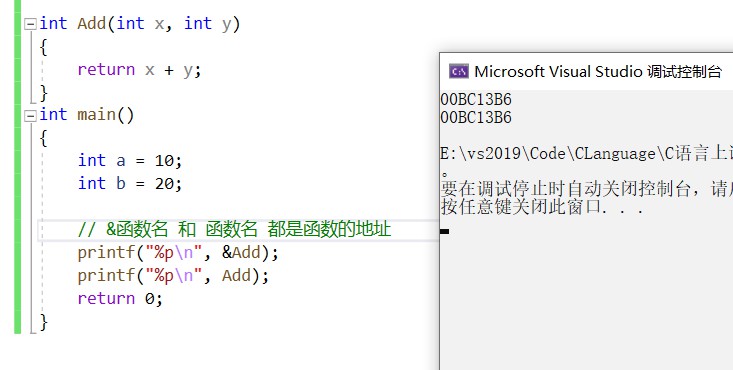 int Add(int x, int y)
{
return x + y;
}
int main()
{
int a = 10;
int b = 20;
// &函数名 和 函数名 都是函数的地址
printf("%p\n", &Add);
printf("%p\n", Add);
return 0;
}
Microsoft Visual Studio 调试控制台
00BC13B6
00BC13B6
E:\vs2019\Code\CLanguage\C语言上
。
要在调试停止时自动关闭控制台，请
按任意键关闭此窗口. . .